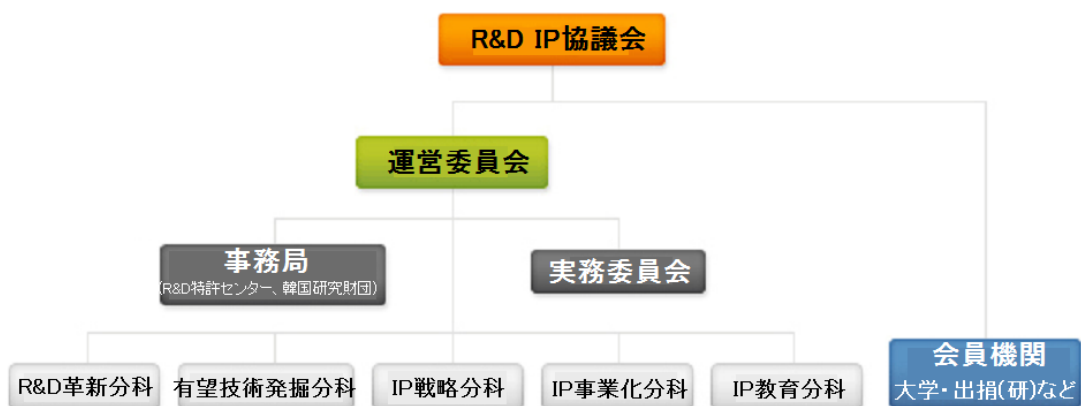 R&D IP協議会
運営委員会
事務局
(R&D特許センター、韓国研究財団)
実務委員会
R&D革新分科
有望技術発掘分科
IP戦略分科
IP事業化分科
IP教育分科
会員機関
大学・出捐(研)など